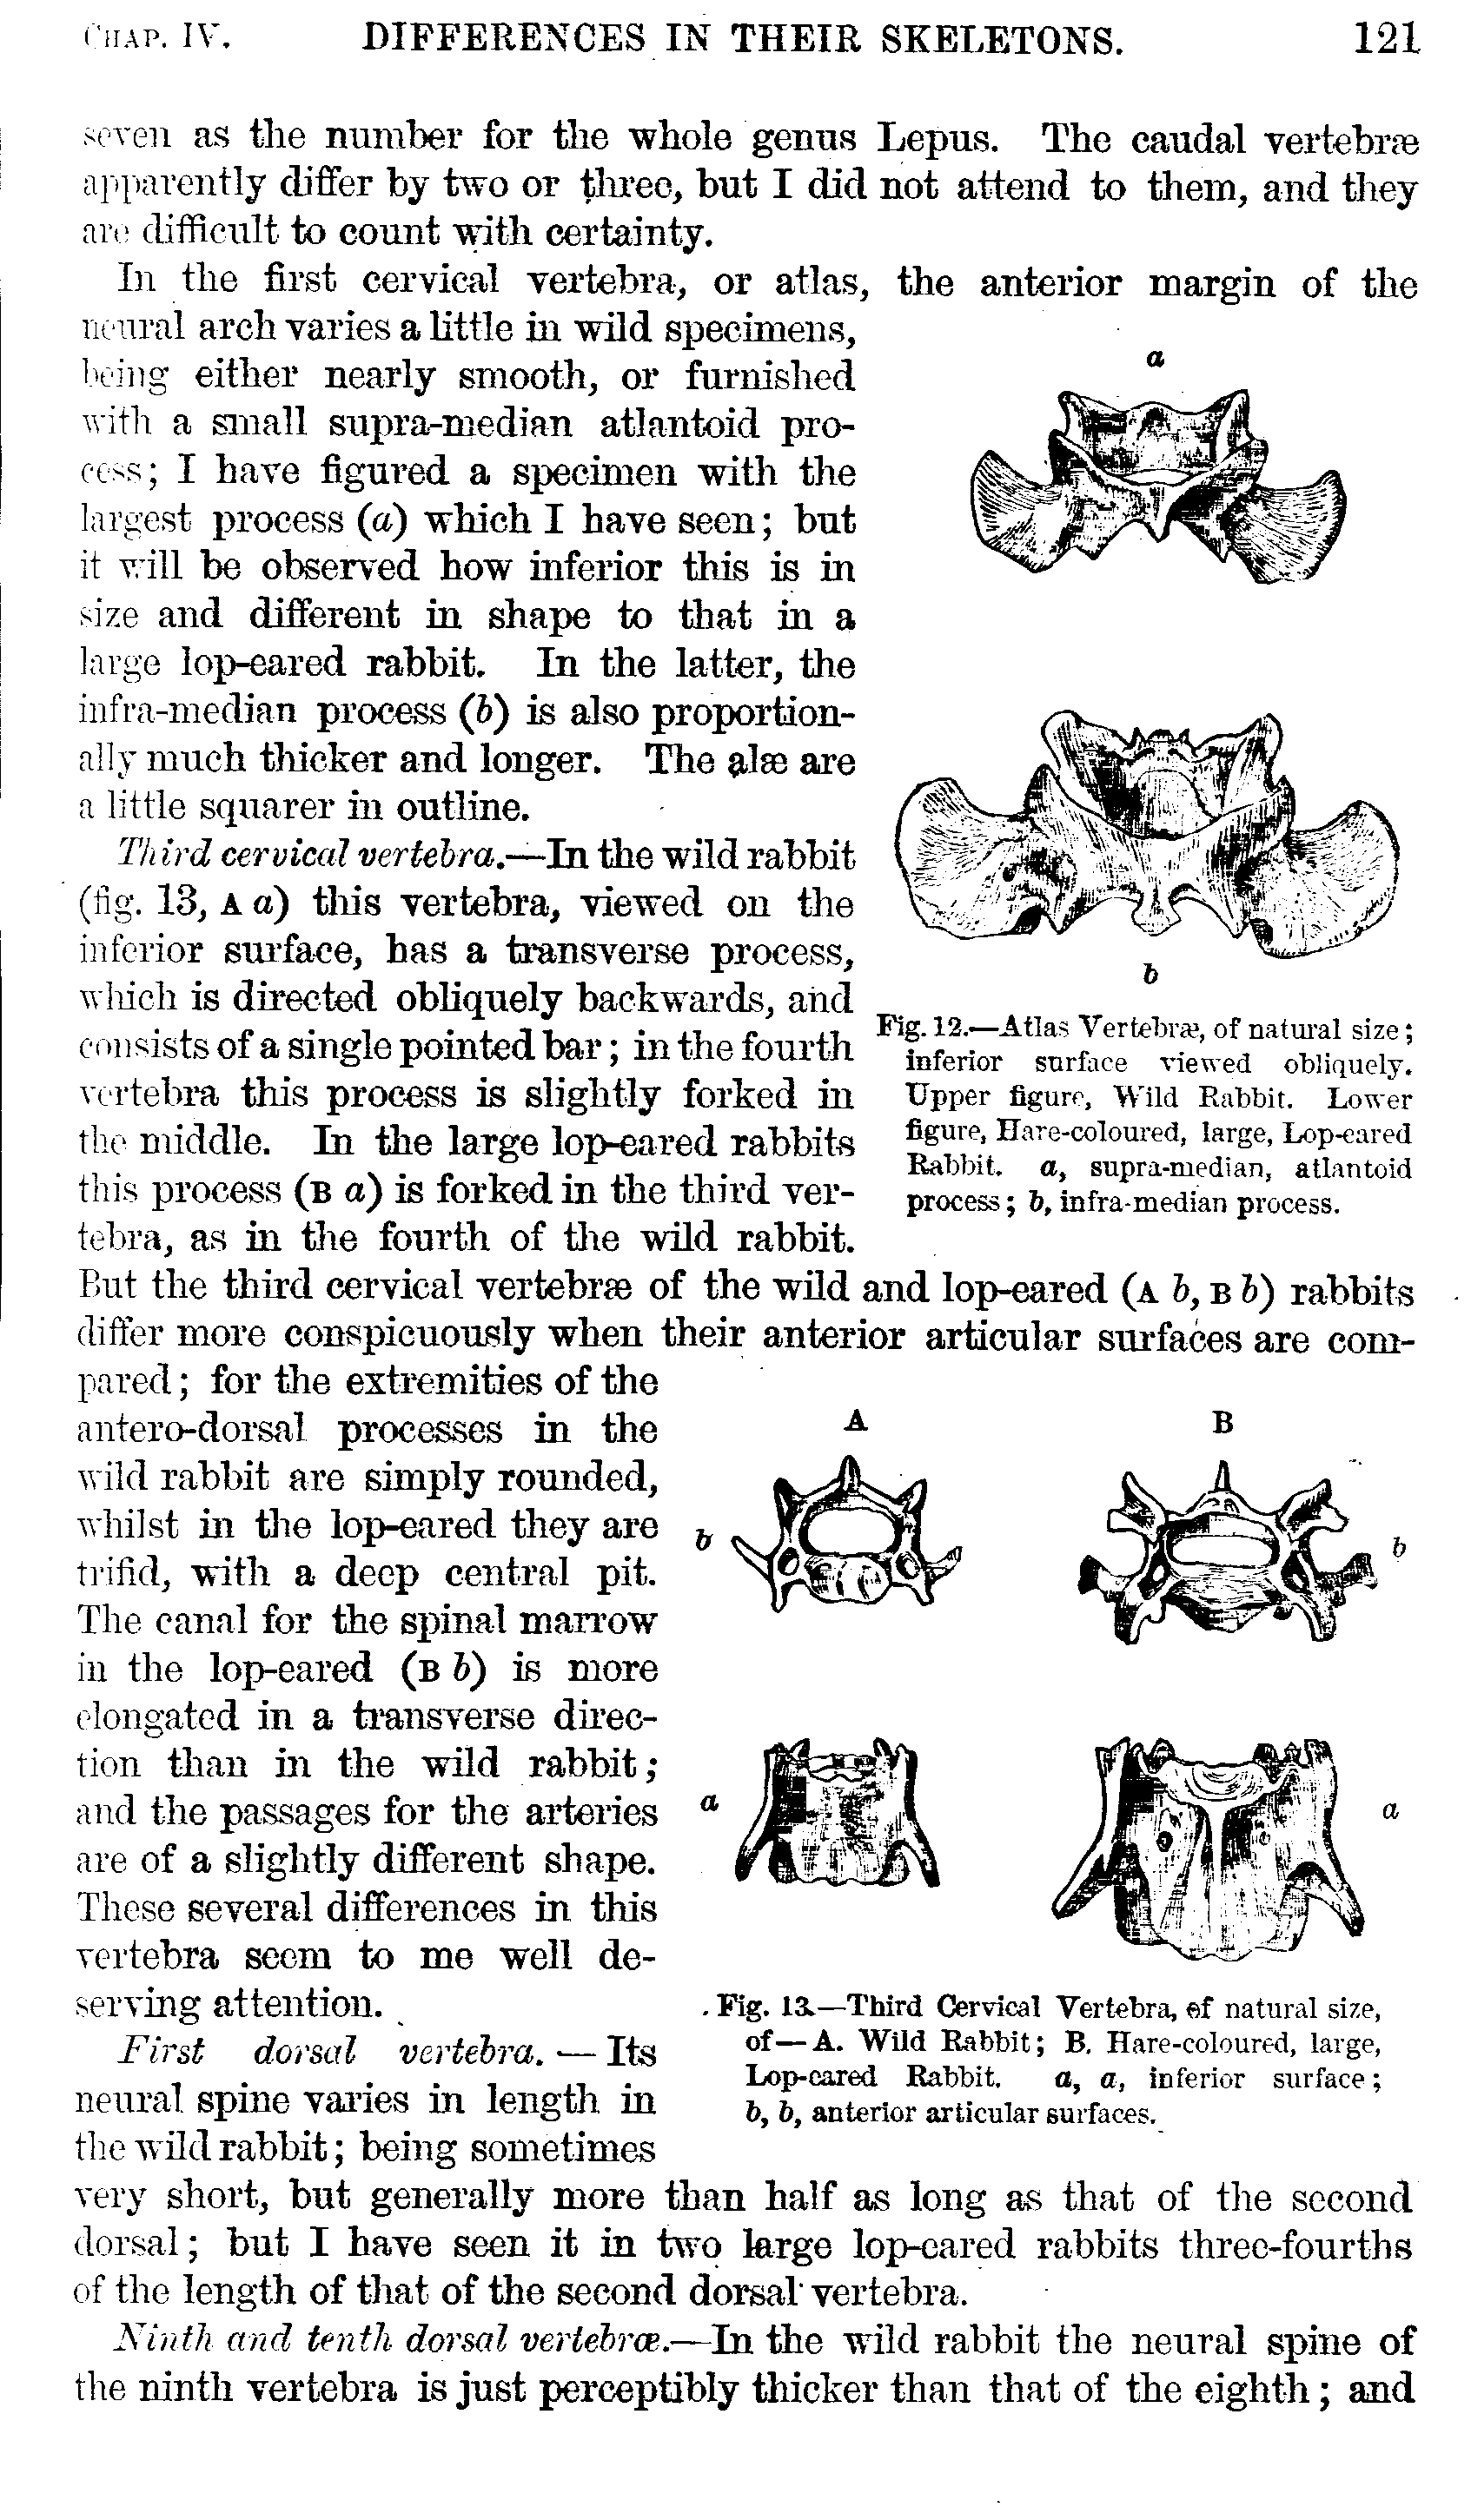 CHAP. IV. DIFFERENCES IN THEIR SKELETONS. 121
seven as the number for the whole genus Lepus. The caudal vertebræ
apparently differ by two or three, but I did not attend to them, and they
are difficult to count with certainty.
In the first cervical vertebra, or atlas, the anterior margin of the
neural arch varies a little in wild specimens,
being either nearly smooth, or furnished
with a small supra-median atlantoid pro-
cess; I have figured a specimen with the
largest process (a) which I have seen; but
it will be observed how inferior this is in
size and different in shape to that in a
large lop-eared rabbit. In the latter, the
infra-median process (b) is also proportion-
ally much thicker and longer. The alæ are
a little squarer in outline.
a
b
Fig. 12.—Atlas Vertebræ, of natural size;
inferior surface viewed obliquely.
Upper figure, Wild Rabbit. Lower
figure, Hare-coloured, large, Lop-eared
Rabbit. a, supra-median, atlantoid
process; b, infra-median process.
Third cervical vertebra.—In the wild rabbit
(fig. 13, A a) this vertebra, viewed on the
inferior surface, has a transverse process,
which is directed obliquely backwards, and
consists of a single pointed bar; in the fourth
vertebra this process is slightly forked in
the middle. In the large lop-eared rabbits
this process (B a) is forked in the third ver-
tebra, as in the fourth of the wild rabbit.
But the third cervical vertebræ of the wild and lop-eared (A b, B b) rabbits
differ more conspicuously when their anterior articular surfaces are com-
pared; for the extremities of the
antero-dorsal processes in the
wild rabbit are simply rounded,
whilst in the lop-eared they are
trifid, with a deep central pit.
The canal for the spinal marrow
in the lop-eared (B b) is more
elongated in a transverse direc-
tion than in the wild rabbit;
and the passages for the arteries
are of a slightly different shape.
These several differences in this
vertebra seem to me well de-
serving attention.
A B
b b
a a
Fig. 13.—Third Cervical Vertebra, of natural size,
of—A. Wild Rabbit; B. Hare-coloured, large,
Lop-eared Rabbit. a, a, inferior surface;
b, b, anterior articular surfaces.
First dorsal vertebra. — Its
neural spine varies in length in
the wild rabbit; being sometimes
very short, but generally more than half as long as that of the second
dorsal; but I have seen it in two large lop-eared rabbits three-fourths
of the length of that of the second dorsal vertebra.
Ninth and tenth dorsal vertebræ.—In the wild rabbit the neural spine of
the ninth vertebra is just perceptibly thicker than that of the eighth; and